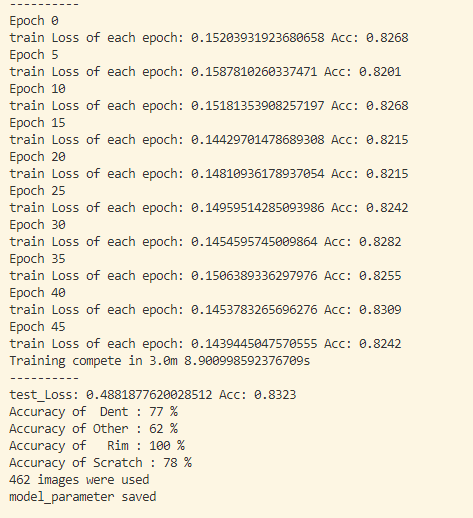 ----------
Epoch 0
train Loss of each epoch: 0.15203931923680658 Acc: 0.8268
Epoch 5
train Loss of each epoch: 0.1587810260337471 Acc: 0.8201
Epoch 10
train Loss of each epoch: 0.15181353908257197 Acc: 0.8268
Epoch 15
train Loss of each epoch: 0.14429701478689308 Acc: 0.8215
Epoch 20
train Loss of each epoch: 0.14810936178937054 Acc: 0.8215
Epoch 25
train Loss of each epoch: 0.14959514285093986 Acc: 0.8242
Epoch 30
train Loss of each epoch: 0.1454595745009864 Acc: 0.8282
Epoch 35
train Loss of each epoch: 0.1506389336297976 Acc: 0.8255
Epoch 40
train Loss of each epoch: 0.1453783265696276 Acc: 0.8309
Epoch 45
train Loss of each epoch: 0.1439445047570555 Acc: 0.8242
Training compete in 3.0m 8.900998592376709s
----------
test_Loss: 0.4881877620028512 Acc: 0.8323
Accuracy of  Dent : 77 %
Accuracy of Other : 62 %
Accuracy of   Rim : 100 %
Accuracy of Scratch : 78 %
462 images were used
model_parameter saved